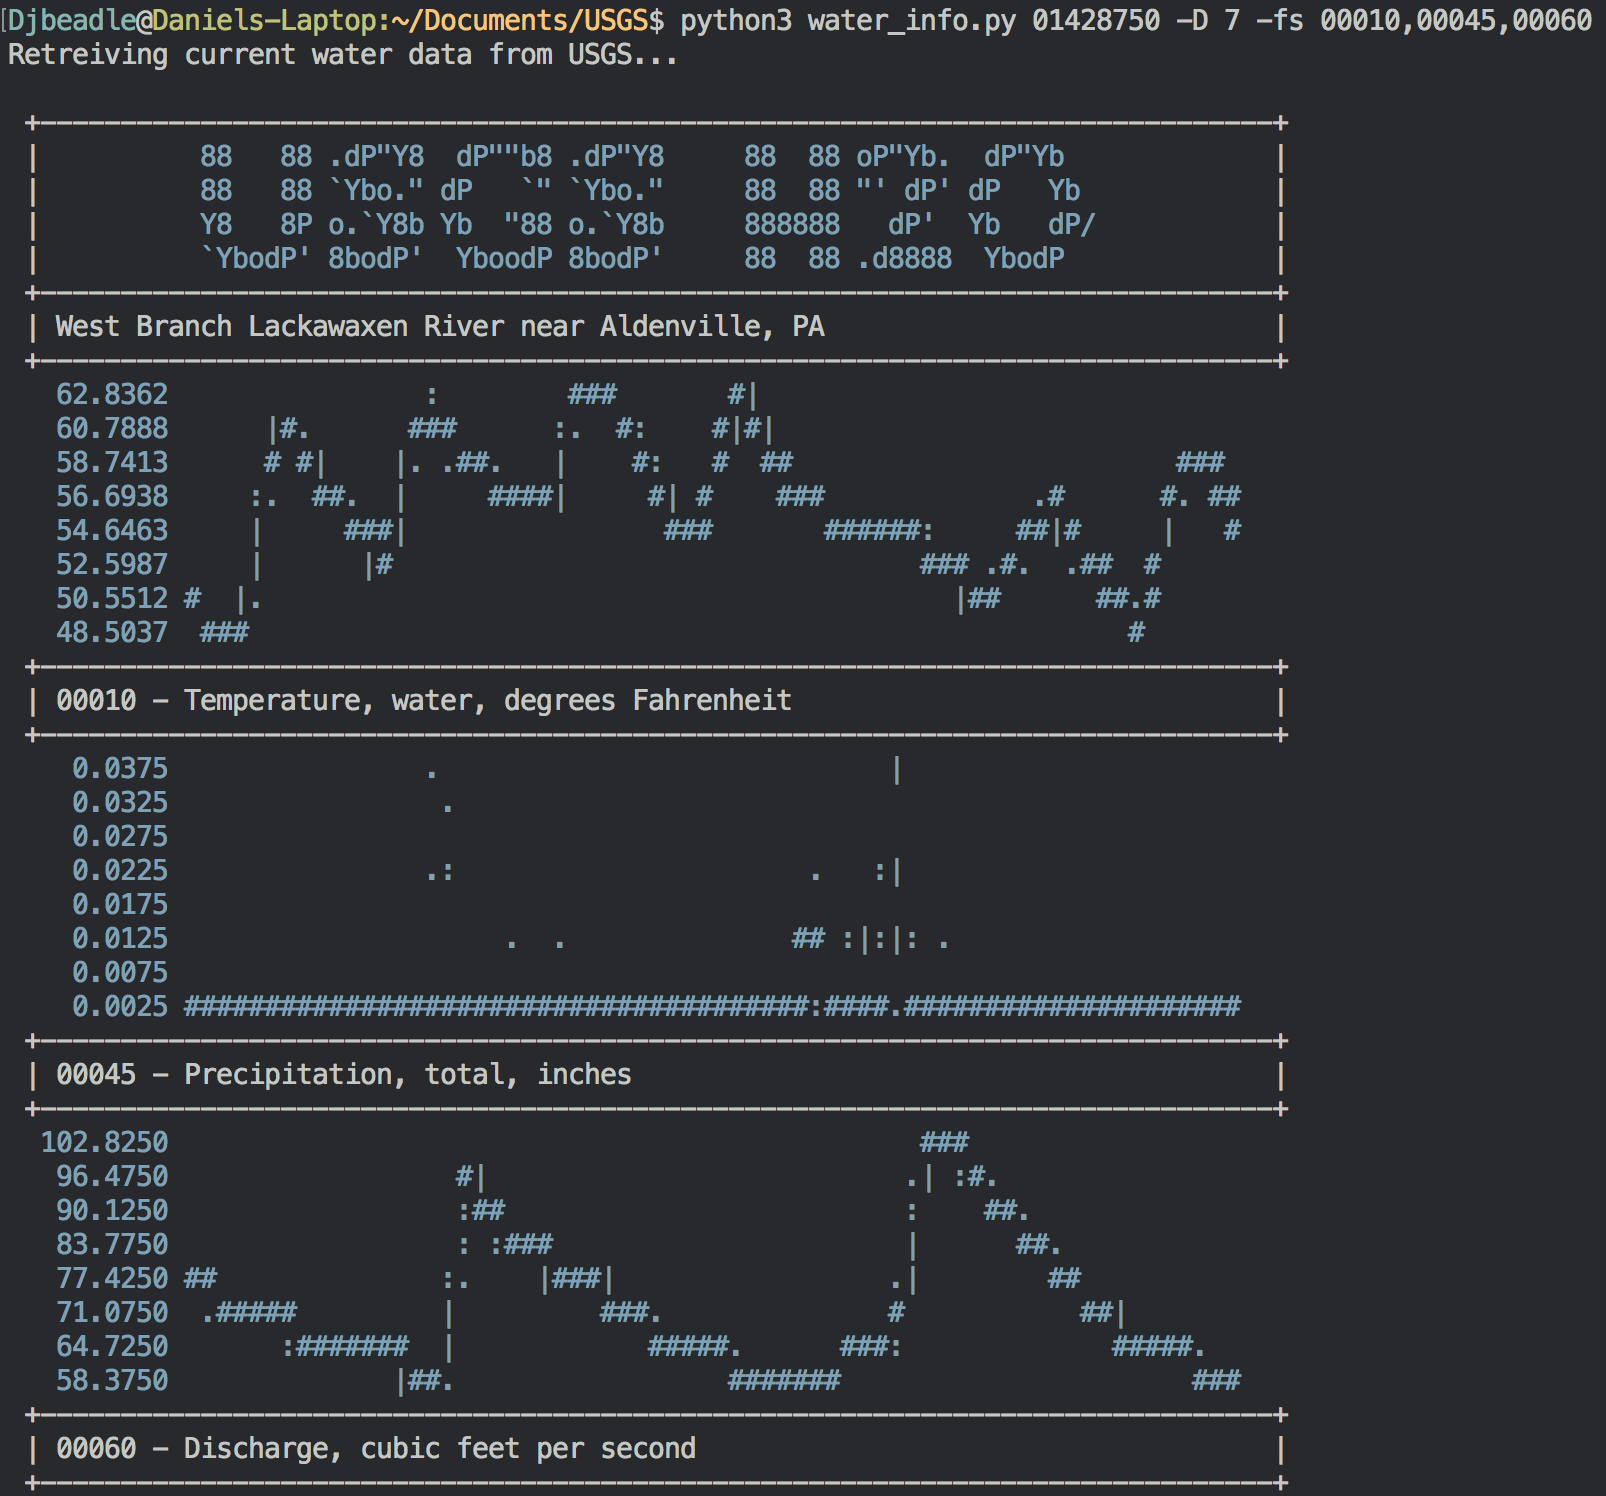 [Djbeadle@Daniels-Laptop:~/Documents/USGS$ python3 water_info.py 01428750 -D 7 -fs 00010,00045,00060
Retreiving current water data from USGS...
+-----------------------------------------------------------------------------+
|          88   88 .dP"Y8  dP""b8 .dP"Y8     88  88 oP"Yb.  dP"Yb             |
|          88   88 `Ybo." dP   `" `Ybo."     88  88 "' dP' dP   Yb            |
|          Y8   8P o.`Y8b Yb  "88 o.`Y8b     888888   dP'  Yb   dP/           |
|          `YbodP' 8bodP'  YboodP 8bodP'     88  88 .d8888  YbodP             |
+-----------------------------------------------------------------------------+
| West Branch Lackawaxen River near Aldenville, PA                            |
+-----------------------------------------------------------------------------+
  62.8362                :        ###       #|
  60.7888      |#.      ###      :.  #:    #|#|
  58.7413      # #|    |. .##.   |    #:   #  ##                        ###
  56.6938     :.  ##.  |     ####|     #| #    ###             .#      #. ##
  54.6463     |     ###|                ###       ######:     ##|#     |   #
  52.5987     |      |#                                 ### .#.  .##  #
  50.5512 #  |.                                           |##      ##.#
  48.5037  ###                                                       #
+-----------------------------------------------------------------------------+
| 00010 - Temperature, water, degrees Fahrenheit                              |
+-----------------------------------------------------------------------------+
   0.0375                .                            |
   0.0325                 .
   0.0275
   0.0225                .:                      .   :|
   0.0175
   0.0125                     .  .              ## :|:|: .
   0.0075
   0.0025 #######################################:####.#####################
+-----------------------------------------------------------------------------+
| 00045 - Precipitation, total, inches                                        |
+-----------------------------------------------------------------------------+
 102.8250                                               ###
  96.4750                  #|                          .| :#.
  90.1250                  :##                         :    ##.
  83.7750                  : :###                      |      ##.
  77.4250 ##              :.    |###|                 .|        ##
  71.0750  .#####         |         ###.              #           ##|
  64.7250       :#######  |            #####.      ###:             #####.
  58.3750              |##.                 #######                      ###
+-----------------------------------------------------------------------------+
| 00060 - Discharge, cubic feet per second                                    |
+-----------------------------------------------------------------------------+